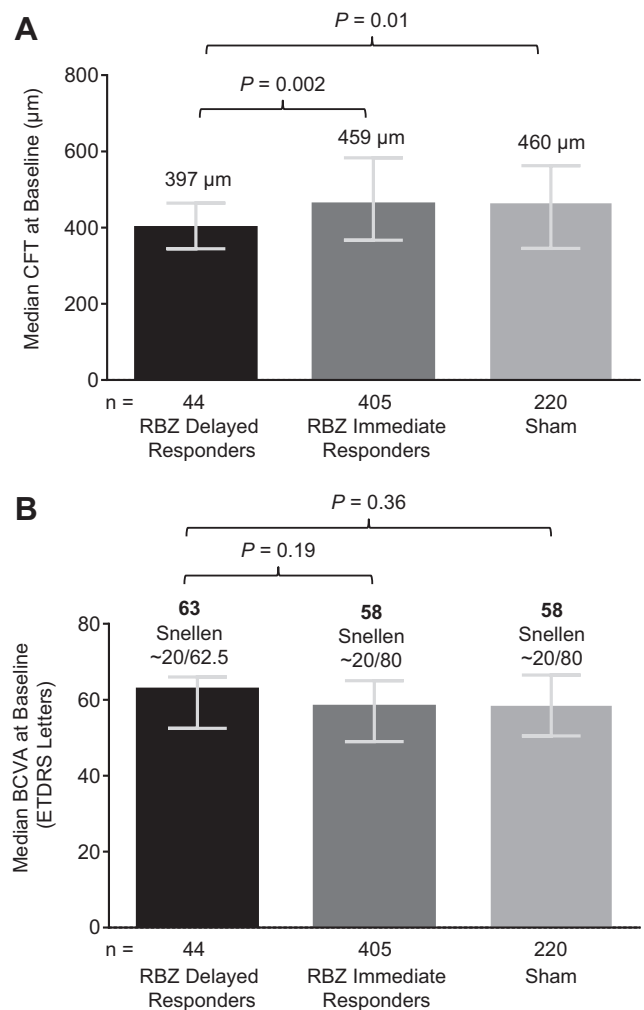 A
P = 0.01
P = 0.002
Median CFT at Baseline (µm)
800
600
400
200
0
397 µm
459 µm
460 µm
n =
44
405
220
RBZ Delayed
Responders
RBZ Immediate
Responders
Sham
B
P = 0.36
P = 0.19
Median BCVA at Baseline
(ETDRS Letters)
80
60
40
20
0
63
Snellen
~20/62.5
58
Snellen
~20/80
58
Snellen
~20/80
n =
44
405
220
RBZ Delayed
Responders
RBZ Immediate
Responders
Sham